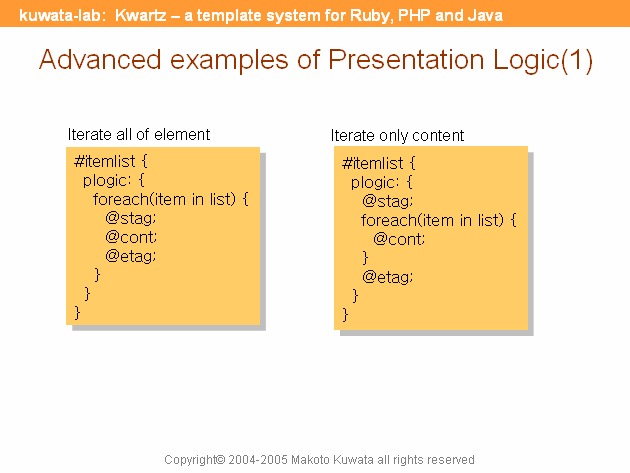 kuwata-lab: Kwartz – a template system for Ruby, PHP and Java
Advanced examples of Presentation Logic(1)
Iterate all of element
#itemlist {
plogic: {
foreach(item in list) {
@stag;
@cont;
@etag;
}
}
}
Iterate only content
#itemlist {
plogic: {
@stag;
foreach(item in list) {
@cont;
}
@etag;
}
}
Copyright© 2004-2005 Makoto Kuwata all rights reserved